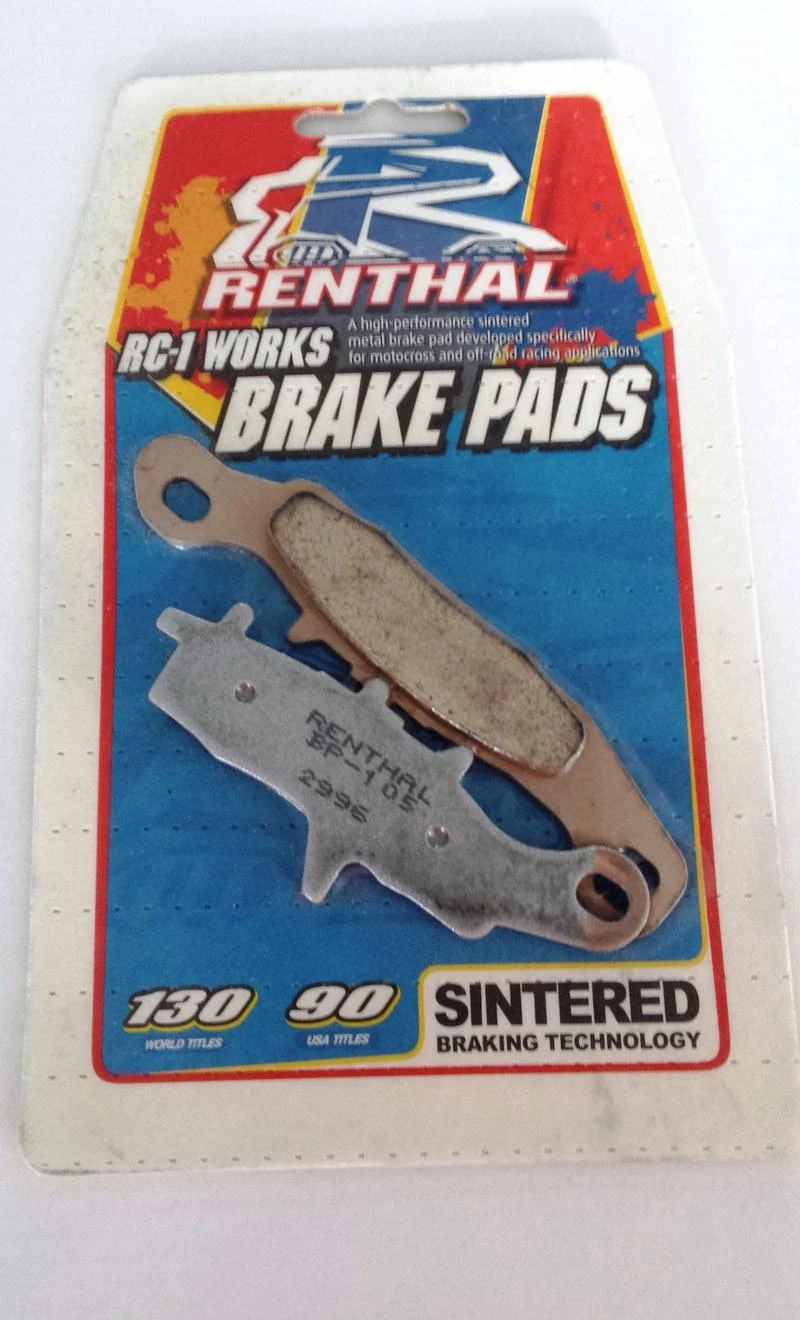 RENTHAL®
RC-1 WORKS
A high-performance sintered
metal brake pad developed specifically
for motocross and off-road racing applications
BRAKE PADS
RENTHAL
BP-105
2996
130
WORLD TITLES
90
USA TITLES
SINTERED
BRAKING TECHNOLOGY